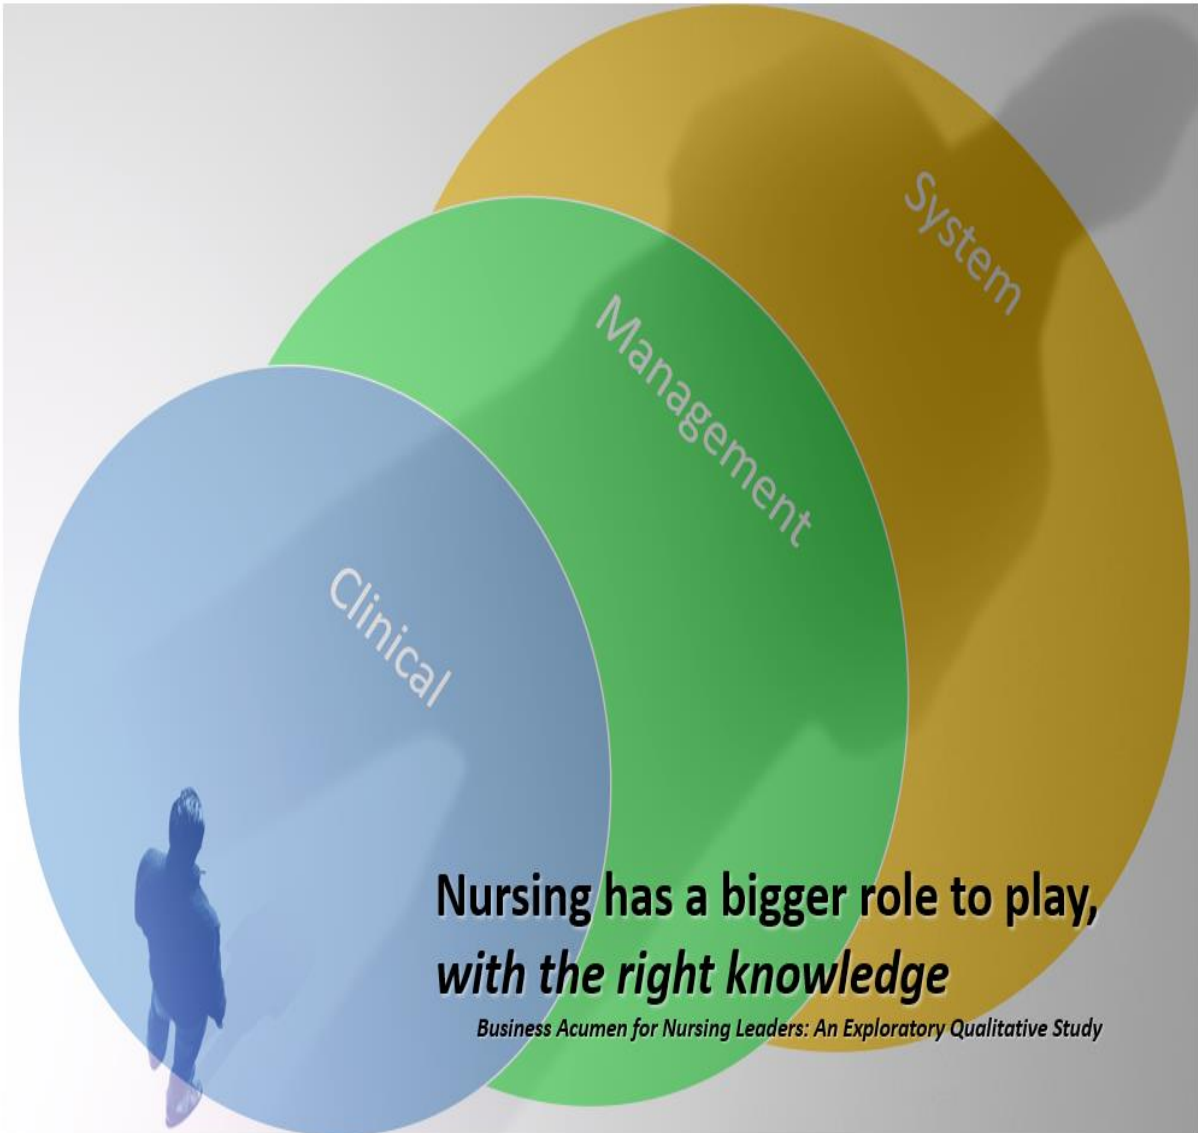 System
Management
Clinical
Nursing has a bigger role to play,
with the right knowledge
Business Acumen for Nursing Leaders: An Exploratory Qualitative Study